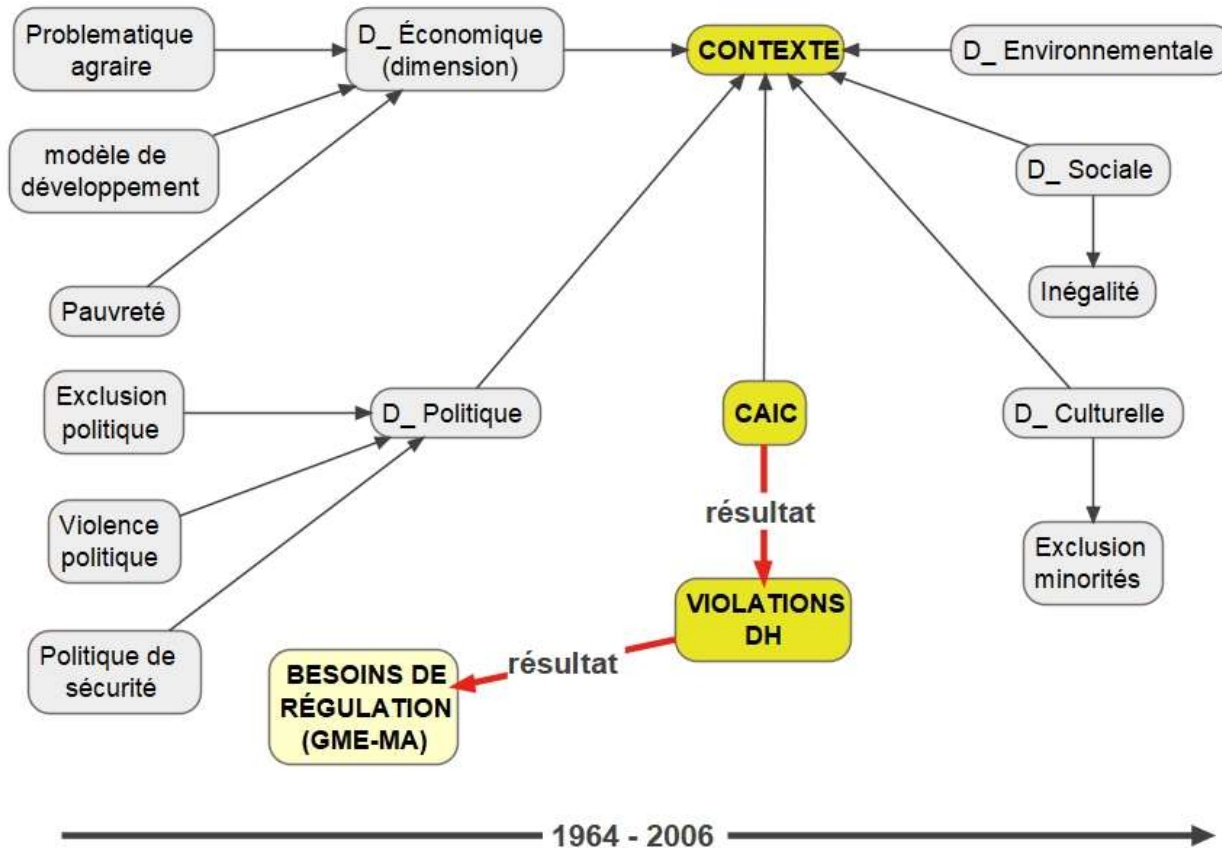 Problematique
agraire
D_ Économique
(dimension)
CONTEXTE
D_ Environnementale
modèle de
développement
D_ Sociale
Pauvreté
Inégalité
Exclusion
politique
D_ Politique
CAIC
D_ Culturelle
résultat
Violence
politique
Exclusion
minorités
VIOLATIONS
DH
Politique de
sécurité
résultat
BESOINS DE
RÉGULATION
(GME-MA)
1964 - 2006